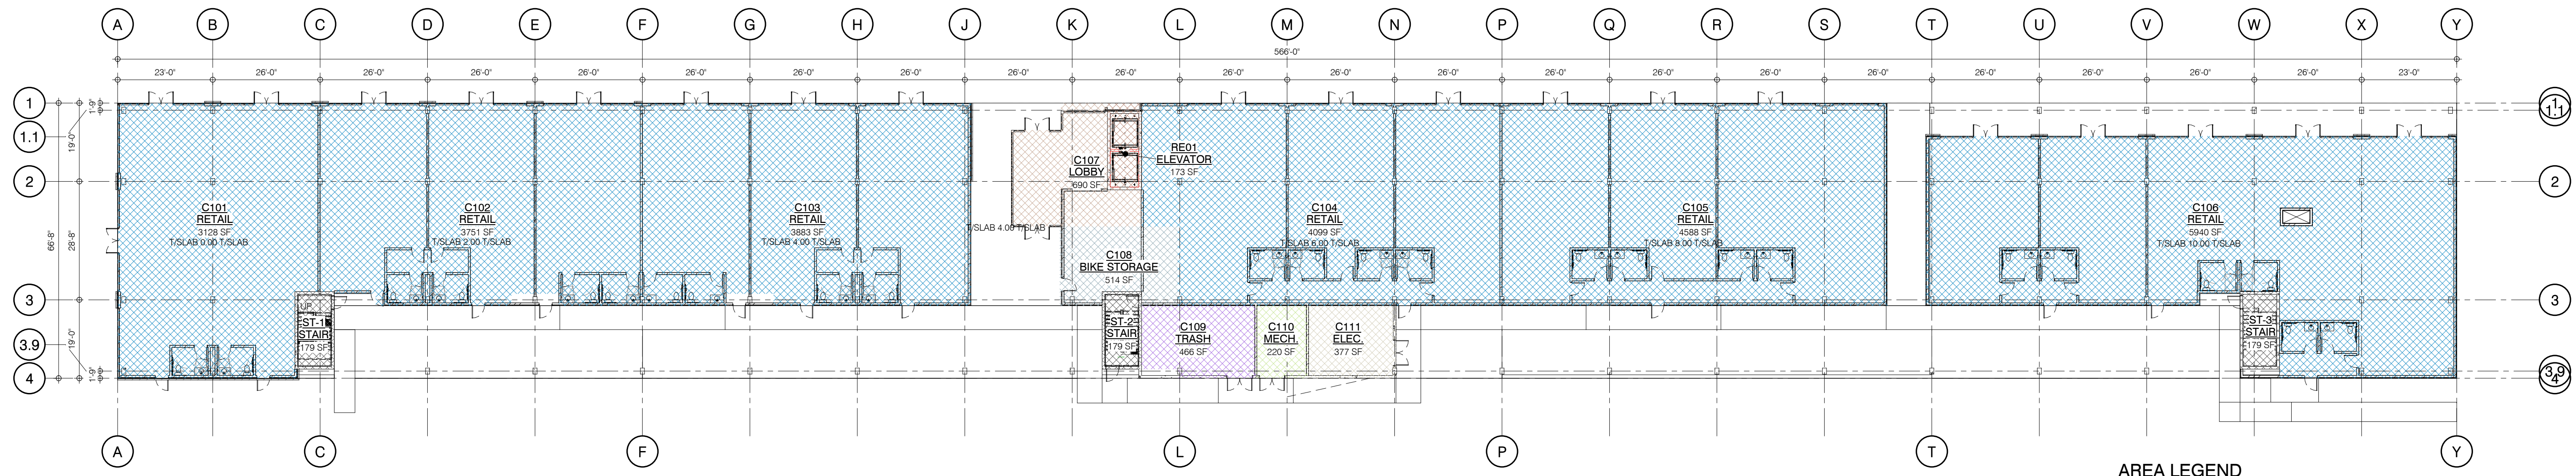 A B C D E F G H J K L M N P Q R S T U V W X Y
566'-0"
23'-0" 26'-0" 26'-0" 26'-0" 26'-0" 26'-0" 26'-0" 26'-0" 26'-0" 26'-0" 26'-0" 26'-0" 26'-0" 26'-0" 26'-0" 26'-0" 26'-0" 26'-0" 26'-0" 26'-0" 26'-0" 23'-0"
1
1.1
2
3
3.9
4
1'-9"
19'-0"
66'-8"
28'-8"
19'-0"
1'-9"
C101
RETAIL
3128 SF
T/SLAB 0.00 T/SLAB
UP
ST-1
STAIR
179 SF
C102
RETAIL
3751 SF
T/SLAB 2.00 T/SLAB
C103
RETAIL
3883 SF
T/SLAB 4.00 T/SLAB
T/SLAB 4.00 T/SLAB
C107
LOBBY
690 SF
RE01
ELEVATOR
173 SF
C108
BIKE STORAGE
514 SF
ST-2
STAIR
179 SF
C109
TRASH
466 SF
C110
MECH.
220 SF
C111
ELEC.
377 SF
C104
RETAIL
4099 SF
T/SLAB 6.00 T/SLAB
C105
RETAIL
4588 SF
T/SLAB 8.00 T/SLAB
C106
RETAIL
5940 SF
T/SLAB 10.00 T/SLAB
ST-3
STAIR
179 SF
1
1.1
2
3
3.9
4
A C F L P T Y
AREA LEGEND